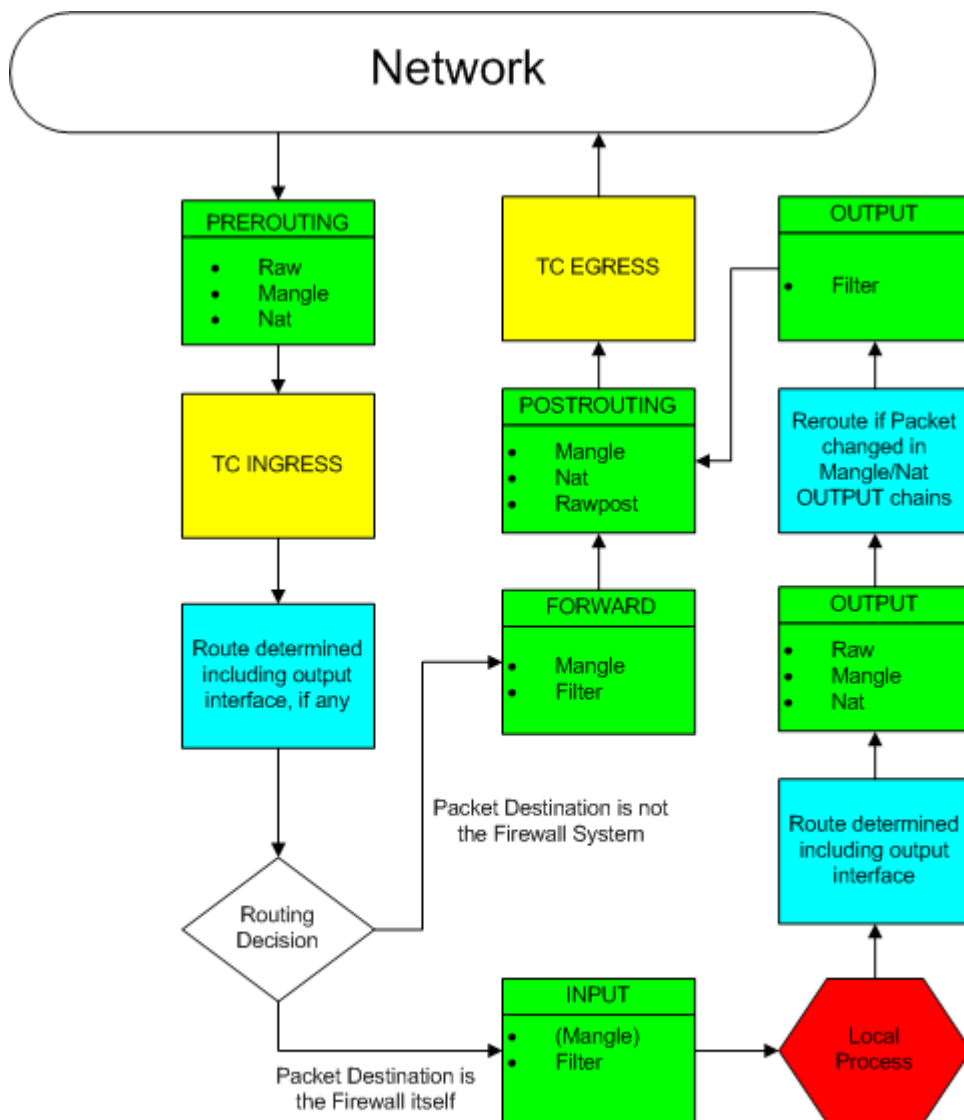 Network
PREROUTING
• Raw
• Mangle
• Nat
TC INGRESS
Route determined
including output
interface, if any
Routing
Decision
Packet Destination is not
the Firewall System
Packet Destination is
the Firewall itself
TC EGRESS
POSTROUTING
• Mangle
• Nat
• Rawpost
FORWARD
• Mangle
• Filter
INPUT
• (Mangle)
• Filter
OUTPUT
• Filter
Reroute if Packet
changed in
Mangle/Nat
OUTPUT chains
OUTPUT
• Raw
• Mangle
• Nat
Route determined
including output
interface
Local
Process